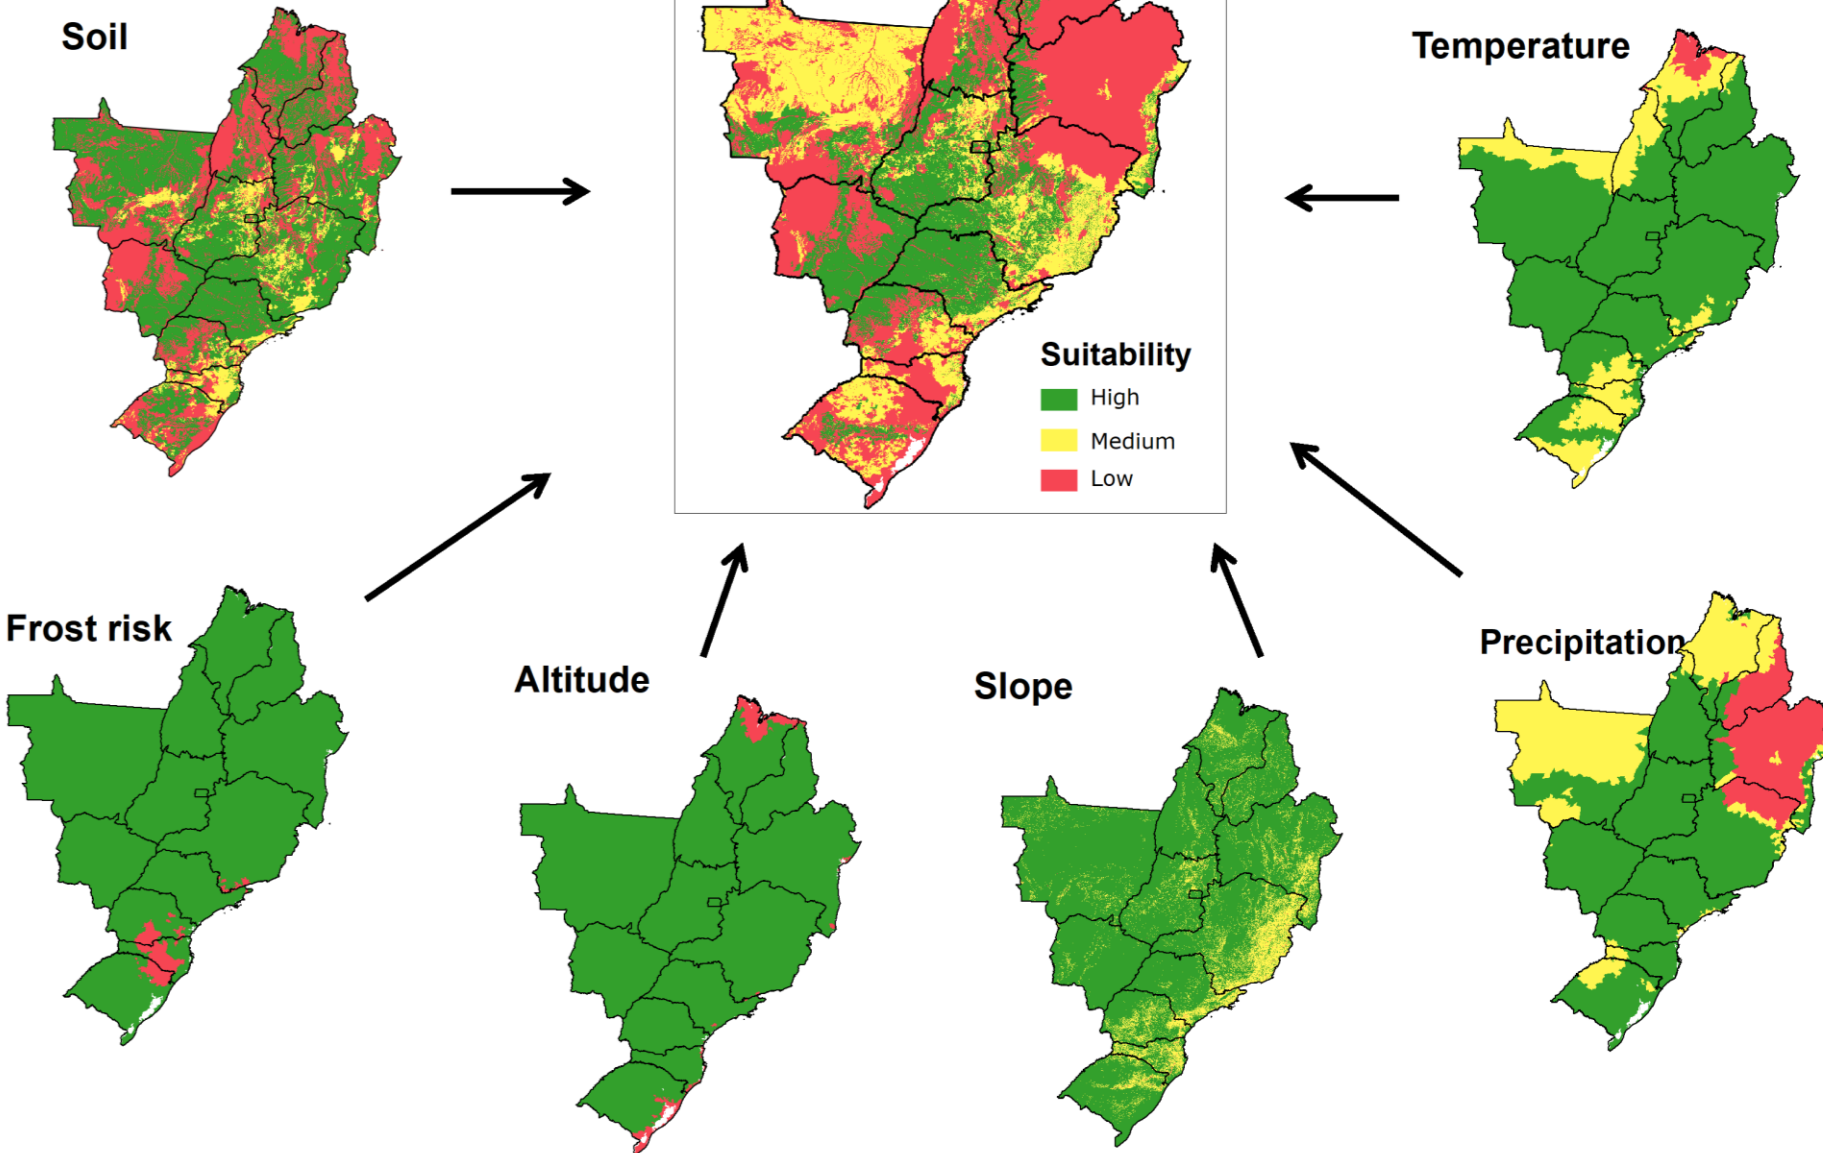 Soil
Temperature
Suitability
High
Medium
Low
Frost risk
Altitude
Slope
Precipitation